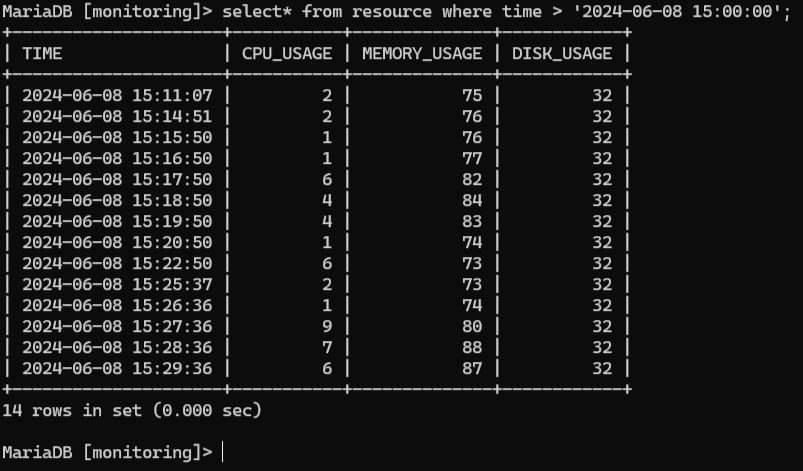 MariaDB [monitoring]> select* from resource where time > '2024-06-08 15:00:00';
+---------------------+-----------+--------------+------------+
| TIME                | CPU_USAGE | MEMORY_USAGE | DISK_USAGE |
+---------------------+-----------+--------------+------------+
| 2024-06-08 15:11:07 |         2 |           75 |         32 |
| 2024-06-08 15:14:51 |         2 |           76 |         32 |
| 2024-06-08 15:15:50 |         1 |           76 |         32 |
| 2024-06-08 15:16:50 |         1 |           77 |         32 |
| 2024-06-08 15:17:50 |         6 |           82 |         32 |
| 2024-06-08 15:18:50 |         4 |           84 |         32 |
| 2024-06-08 15:19:50 |         4 |           83 |         32 |
| 2024-06-08 15:20:50 |         1 |           74 |         32 |
| 2024-06-08 15:22:50 |         6 |           73 |         32 |
| 2024-06-08 15:25:37 |         2 |           73 |         32 |
| 2024-06-08 15:26:36 |         1 |           74 |         32 |
| 2024-06-08 15:27:36 |         9 |           80 |         32 |
| 2024-06-08 15:28:36 |         7 |           88 |         32 |
| 2024-06-08 15:29:36 |         6 |           87 |         32 |
+---------------------+-----------+--------------+------------+
14 rows in set (0.000 sec)
MariaDB [monitoring]>